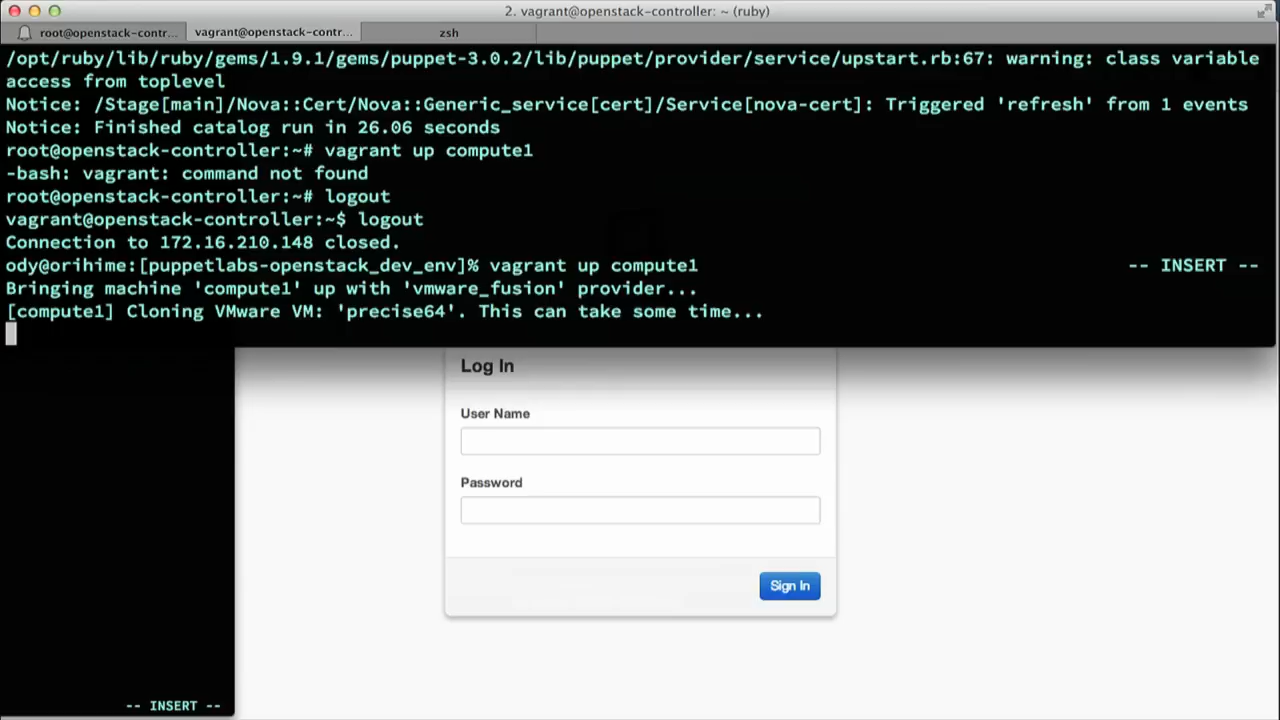 2. vagrant@openstack-controller: ~ (ruby)
root@openstack-contr... vagrant@openstack-contr... zsh
/opt/ruby/lib/ruby/gems/1.9.1/gems/puppet-3.0.2/lib/puppet/provider/service/upstart.rb:67: warning: class variable
access from toplevel
Notice: /Stage[main]/Nova::Cert/Nova::Generic_service[cert]/Service[nova-cert]: Triggered 'refresh' from 1 events
Notice: Finished catalog run in 26.06 seconds
root@openstack-controller:~# vagrant up compute1
-bash: vagrant: command not found
root@openstack-controller:~# logout
vagrant@openstack-controller:~$ logout
Connection to 172.16.210.148 closed.
ody@orihime:[puppetlabs-openstack_dev_env]% vagrant up compute1 -- INSERT --
Bringing machine 'compute1' up with 'vmware_fusion' provider...
[compute1] Cloning VMware VM: 'precise64'. This can take some time...
Log In
User Name
Password
Sign In
-- INSERT --